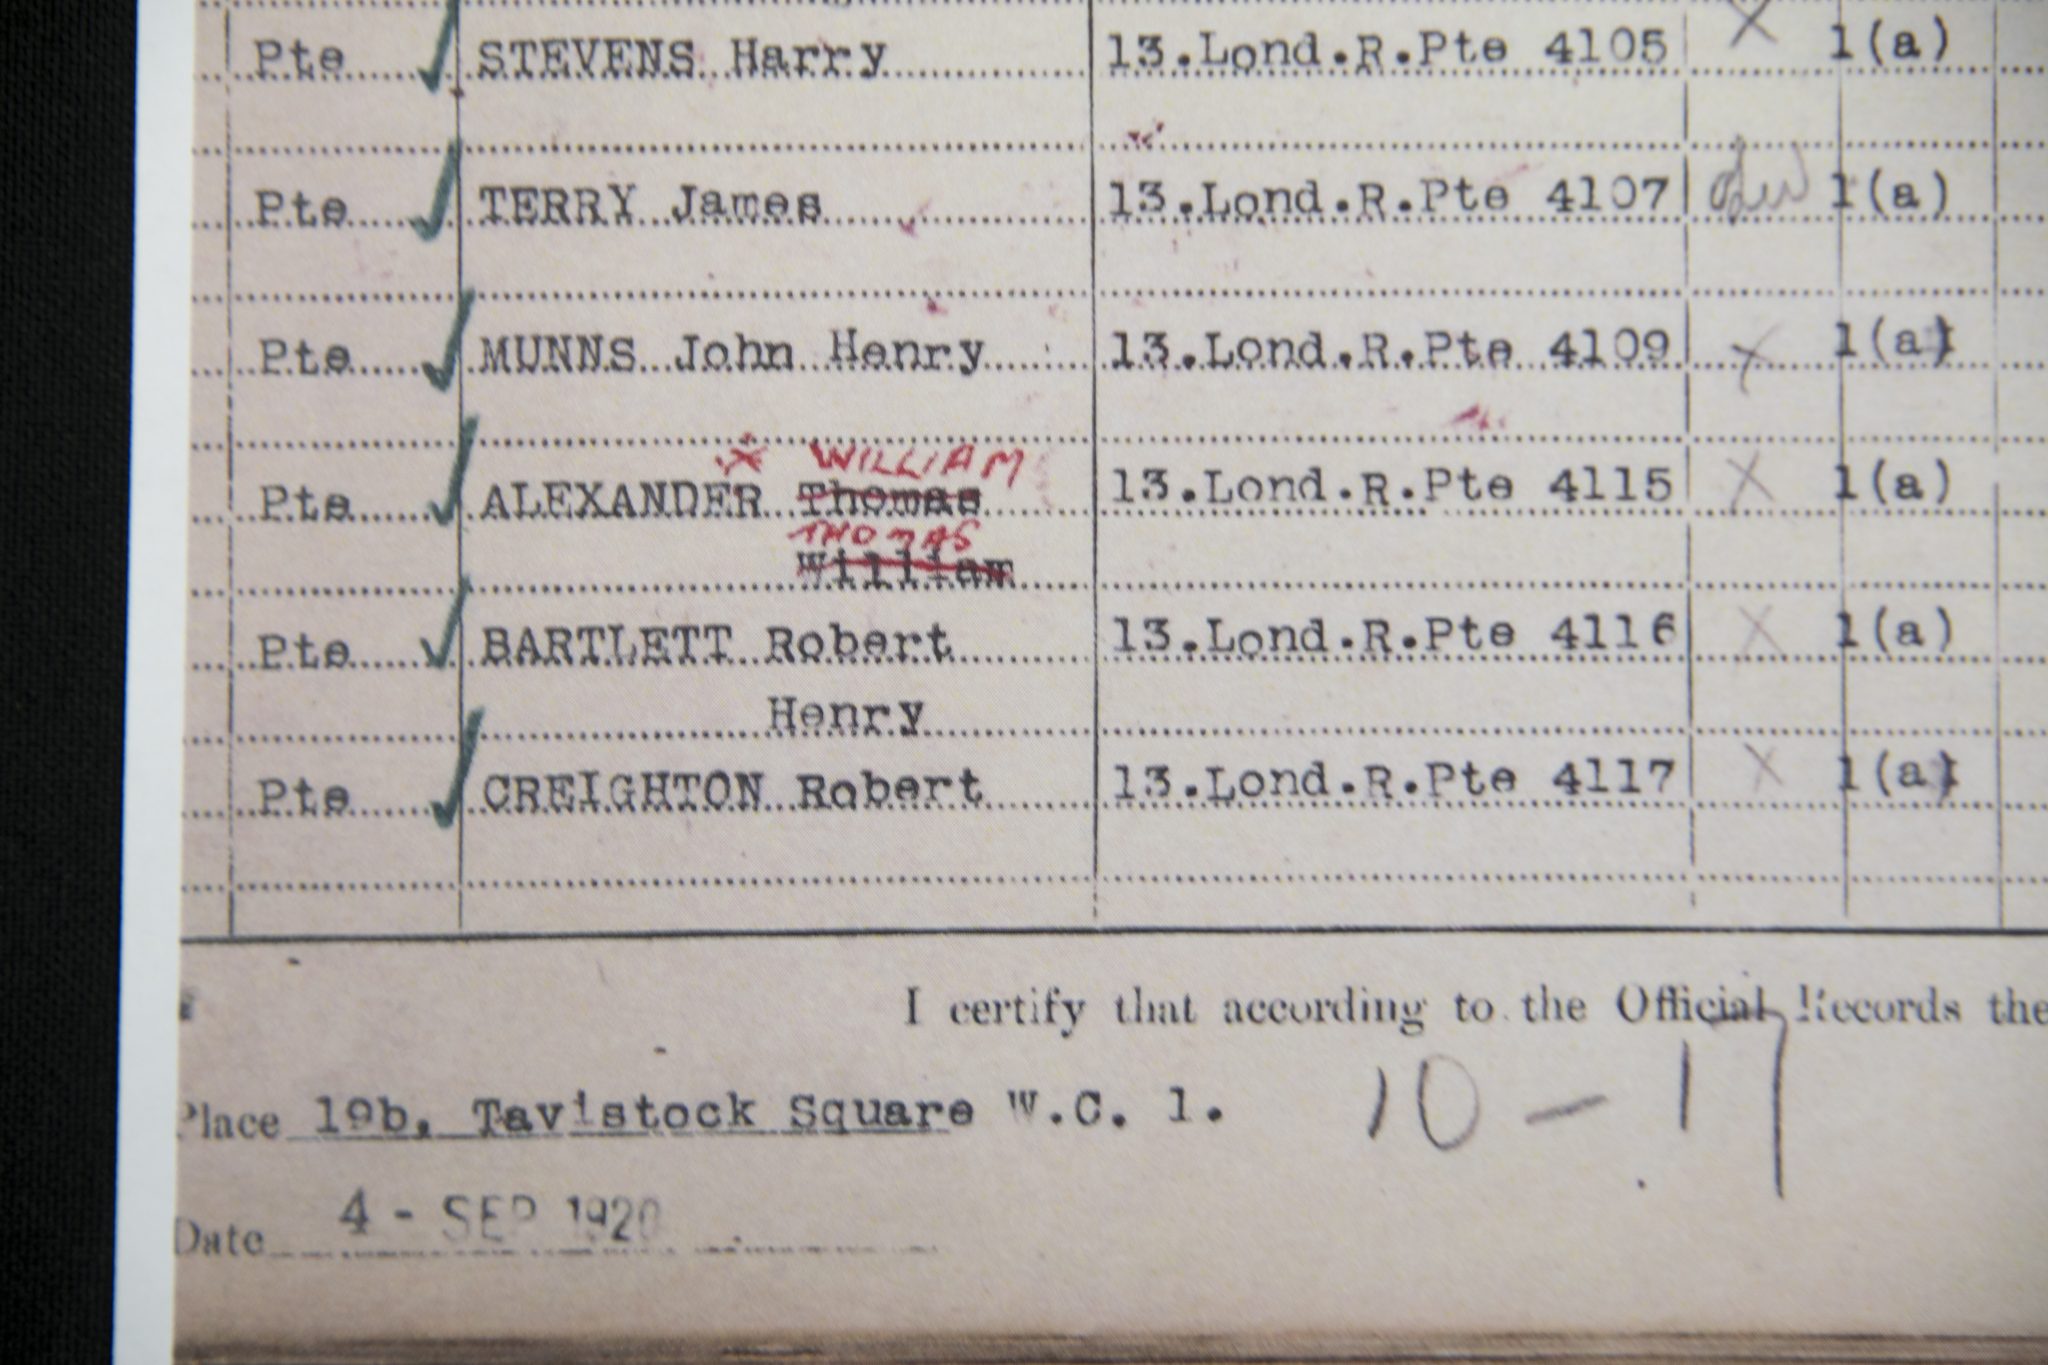 Pte STEVENS Harry 13.Lond.R.Pte 4105 X 1(a)
Pte TERRY James 13.Lond.R.Pte 4107 1(a)
Pte MUNNS John Henry 13.Lond.R.Pte 4109 X 1(a)
X WILLIAM
Pte ALEXANDER Thomas 13.Lond.R.Pte 4115 X 1(a)
THOMAS
William
Pte BARTLETT Robert 13.Lond.R.Pte 4116 X 1(a)
Henry
Pte CREIGHTON Robert 13.Lond.R.Pte 4117 X 1(a)
I certify that according to the Official Records the
Place 19b, Tavistock Square W.C. 1. 10 - 17
Date 4 - SEP 1920